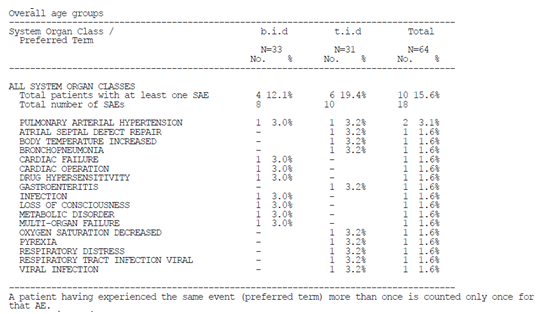 Overall age groups
System Organ Class / b.i.d t.i.d Total
Preferred Term
N=33 N=31 N=64
No. % No. % No. %
ALL SYSTEM ORGAN CLASSES
Total patients with at least one SAE 4 12.1% 6 19.4% 10 15.6%
Total number of SAEs 8 10 18
PULMONARY ARTERIAL HYPERTENSION 1 3.0% 1 3.2% 2 3.1%
ATRIAL SEPTAL DEFECT REPAIR - 1 3.2% 1 1.6%
BODY TEMPERATURE INCREASED - 1 3.2% 1 1.6%
BRONCHOPNEUMONIA - 1 3.2% 1 1.6%
CARDIAC FAILURE 1 3.0% - 1 1.6%
CARDIAC OPERATION 1 3.0% - 1 1.6%
DRUG HYPERSENSITIVITY 1 3.0% - 1 1.6%
GASTROENTERITIS - 1 3.2% 1 1.6%
INFECTION 1 3.0% - 1 1.6%
LOSS OF CONSCIOUSNESS 1 3.0% - 1 1.6%
METABOLIC DISORDER 1 3.0% - 1 1.6%
MULTI-ORGAN FAILURE 1 3.0% - 1 1.6%
OXYGEN SATURATION DECREASED - 1 3.2% 1 1.6%
PYREXIA - 1 3.2% 1 1.6%
RESPIRATORY DISTRESS - 1 3.2% 1 1.6%
RESPIRATORY TRACT INFECTION VIRAL - 1 3.2% 1 1.6%
VIRAL INFECTION - 1 3.2% 1 1.6%
A patient having experienced the same event (preferred term) more than once is counted only once for
that AE.